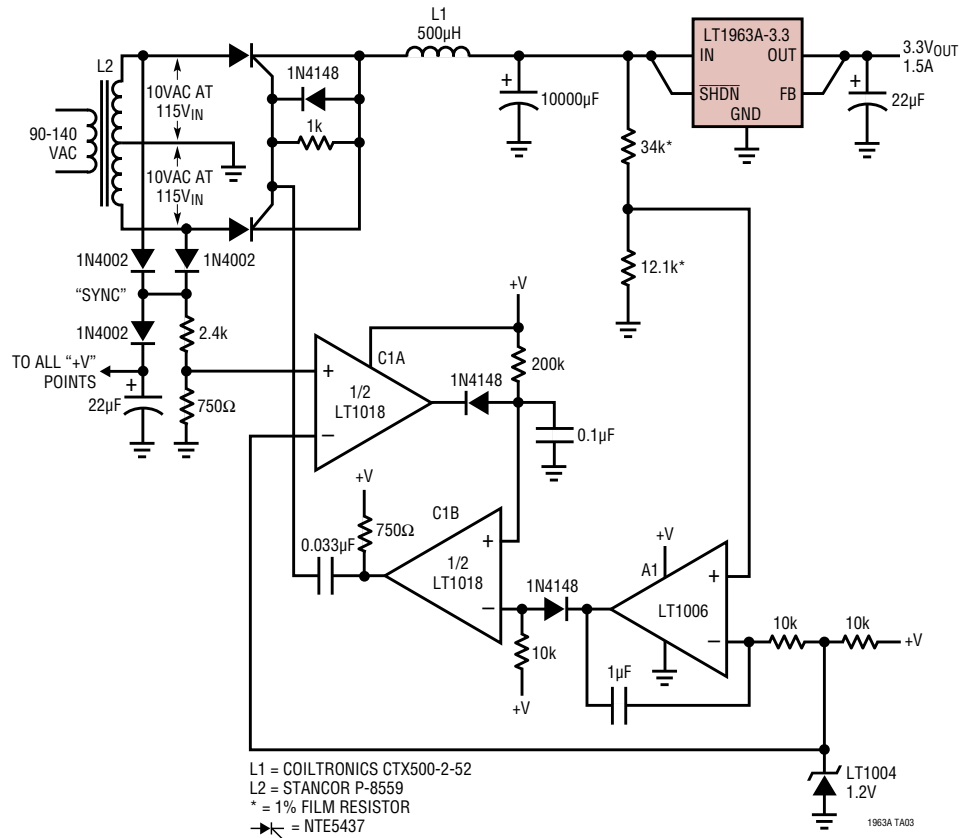 L1
500µH
LT1963A-3.3
IN
OUT
SHDN
FB
GND
3.3VOUT
1.5A
L2
10VAC AT
115VIN
1N4148
1k
+
10000µF
+
22µF
90-140
VAC
34k*
10VAC AT
115VIN
1N4002
1N4002
"SYNC"
12.1k*
+V
1N4002
2.4k
C1A
200k
TO ALL "+V"
POINTS
+
1/2
LT1018
–
1N4148
+
22µF
750Ω
0.1µF
+V
C1B
750Ω
+
0.033µF
1/2
LT1018
–
+V
A1
+
1N4148
LT1006
–
10k
10k
+V
10k
1µF
+V
L1 = COILTRONICS CTX500-2-52
L2 = STANCOR P-8559
* = 1% FILM RESISTOR
= NTE5437
LT1004
1.2V
1963A TA03